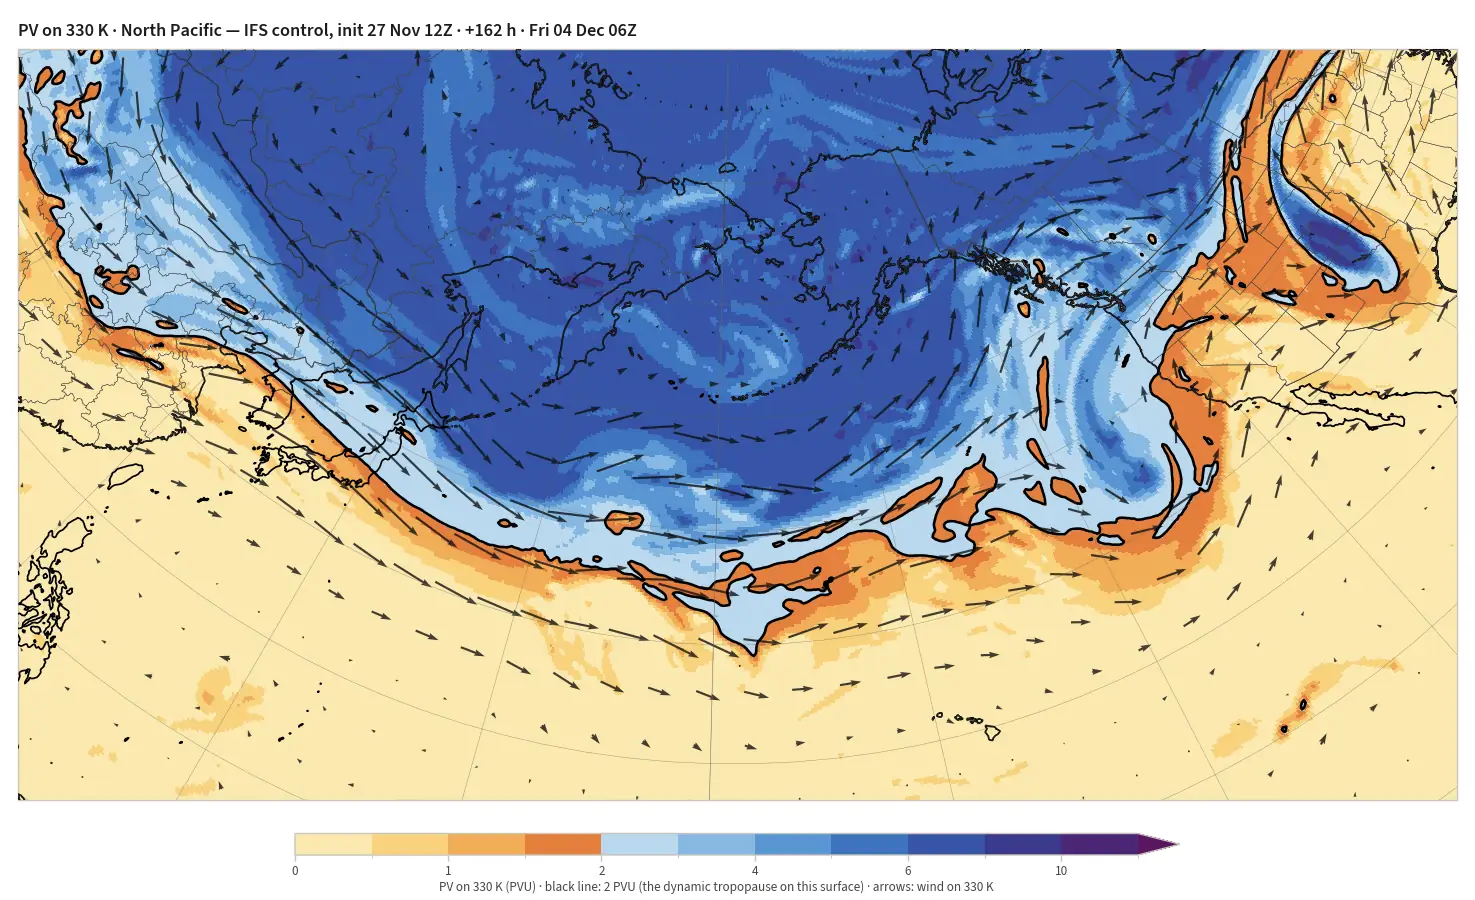 PV on 330 K · North Pacific — IFS control, init 27 Nov 12Z · +162 h · Fri 04 Dec 06Z
0 1 2 4 6 10
PV on 330 K (PVU) · black line: 2 PVU (the dynamic tropopause on this surface) · arrows: wind on 330 K